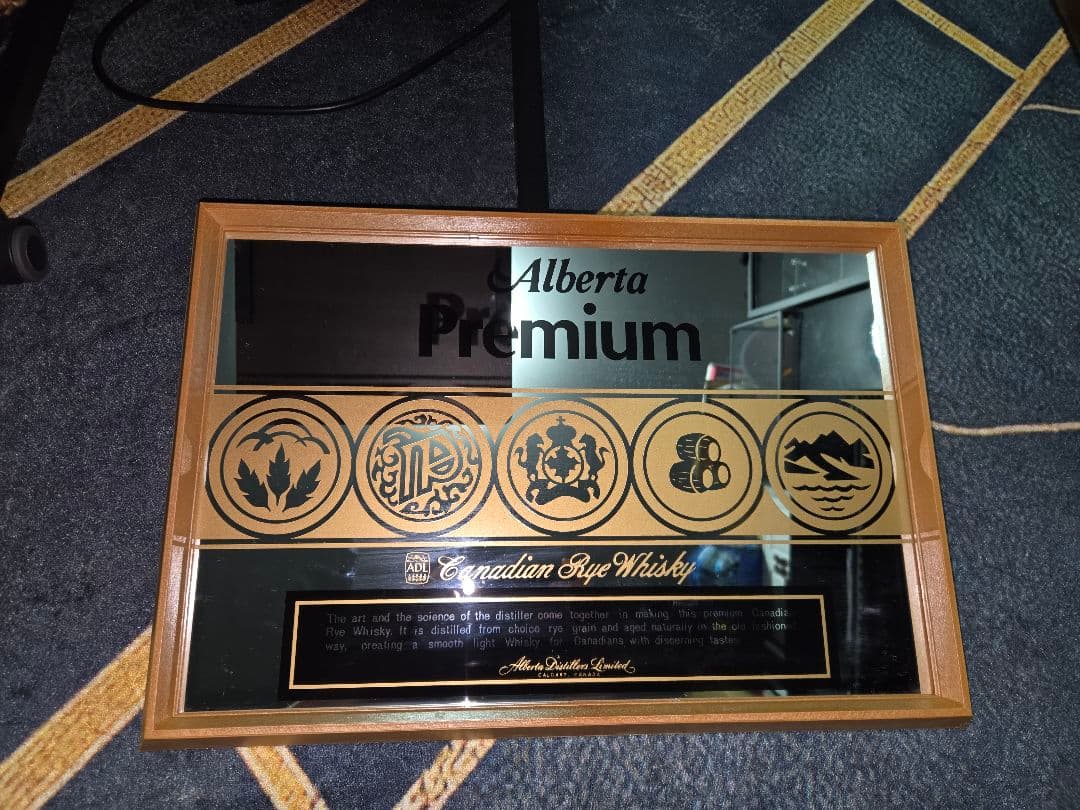 Alberta
Premium
AP
ADL
Canadian Rye Whisky
The art and the science of the distiller come together in making this premium Canadian
Rye Whisky. It is distilled from choice rye grain and aged naturally in the old fashioned
way, creating a smooth light Whisky for Canadians with discerning tastes.
Alberta Distillers Limited
CALGARY, CANADA